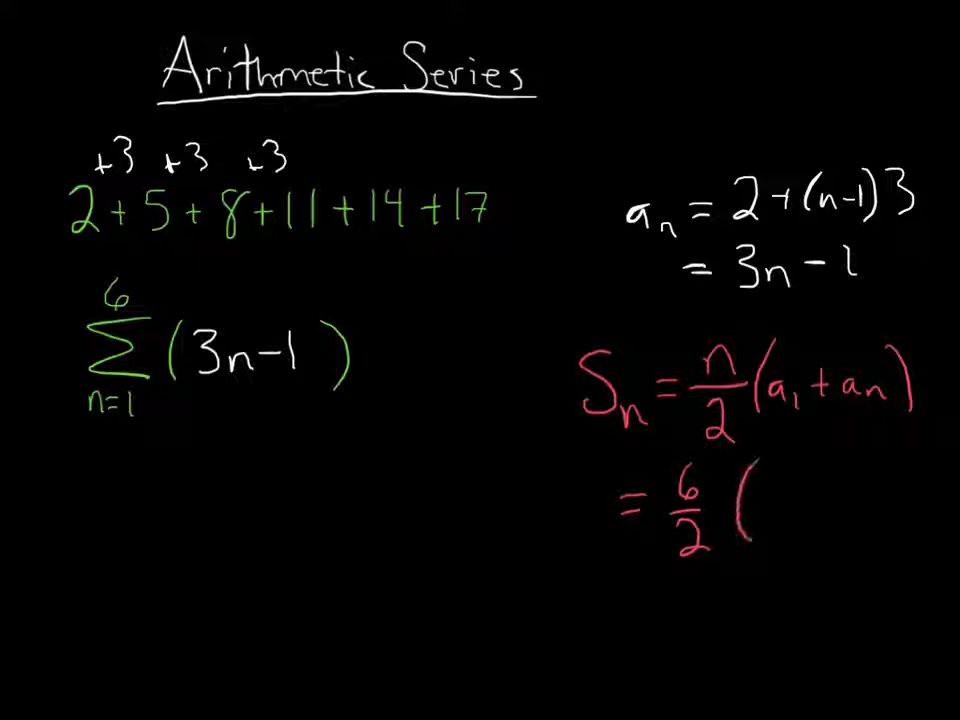 Arithmetic Series
+3 +3 +3
2 + 5 + 8 + 11 + 14 + 17
6
∑ (3n-1)
n=1
aₙ = 2 + (n-1)3
= 3n - 1
Sₙ = n/2 (a₁ + aₙ)
= 6/2 (